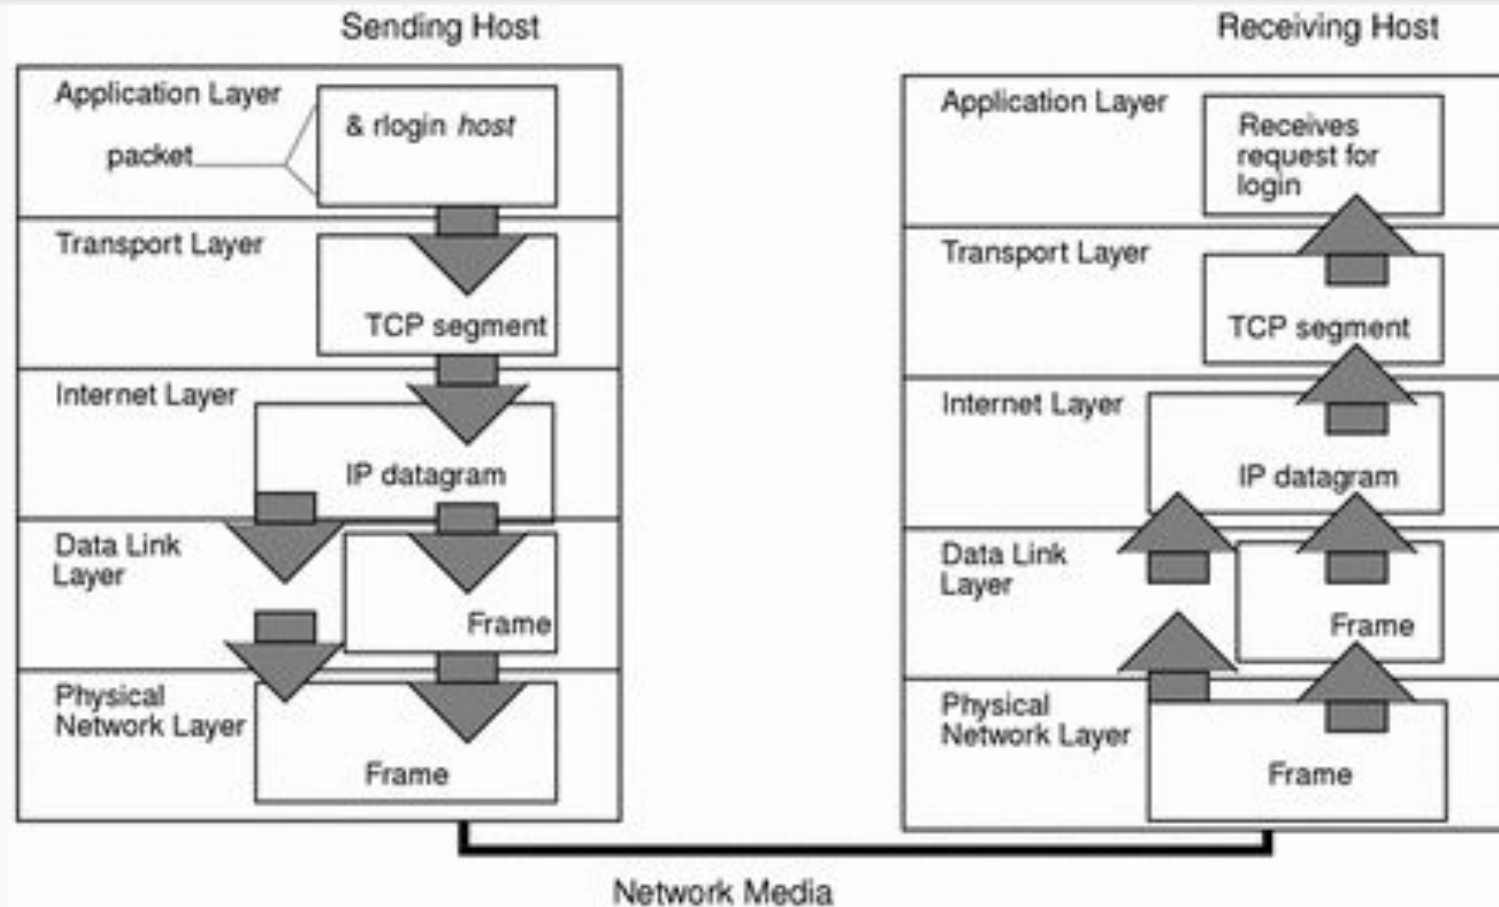 Sending Host
Application Layer
packet
& rlogin host
Transport Layer
TCP segment
Internet Layer
IP datagram
Data Link
Layer
Frame
Physical
Network Layer
Frame
Receiving Host
Application Layer
Receives
request for
login
Transport Layer
TCP segment
Internet Layer
IP datagram
Data Link
Layer
Frame
Physical
Network Layer
Frame
Network Media